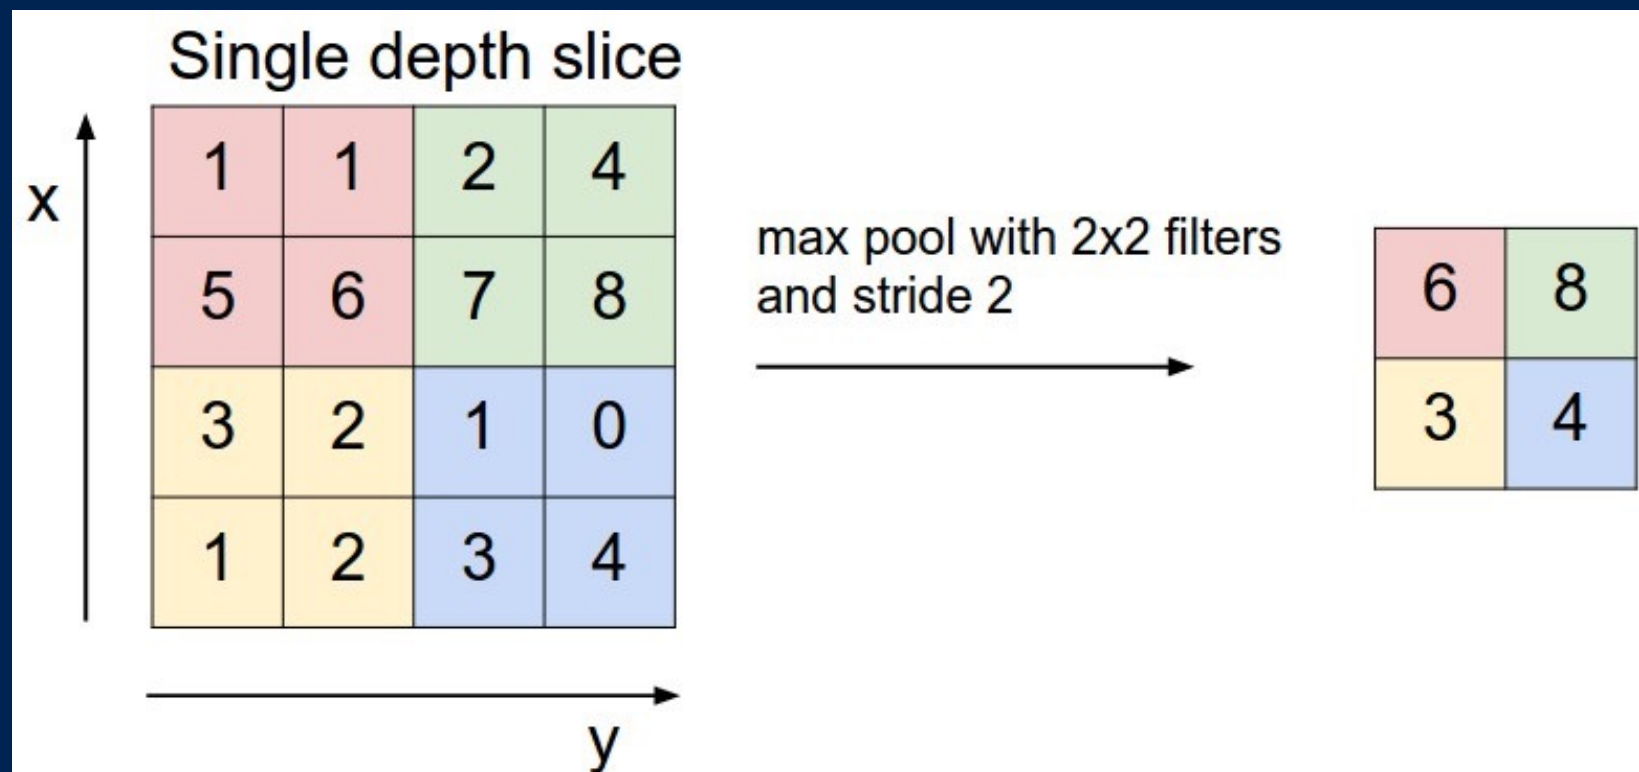 Single depth slice
x
1 1 2 4
5 6 7 8
3 2 1 0
1 2 3 4
y
max pool with 2x2 filters
and stride 2
6 8
3 4